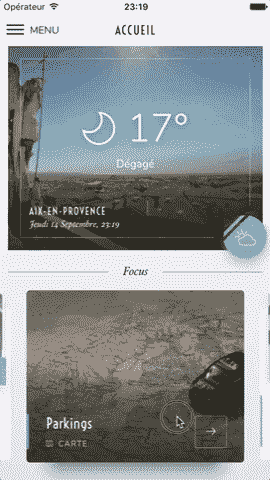 Opérateur 23:19
MENU ACCUEIL
17°
Dégagé
AIX-EN-PROVENCE
Jeudi 14 Septembre, 23:19
Focus
Parkings
CARTE